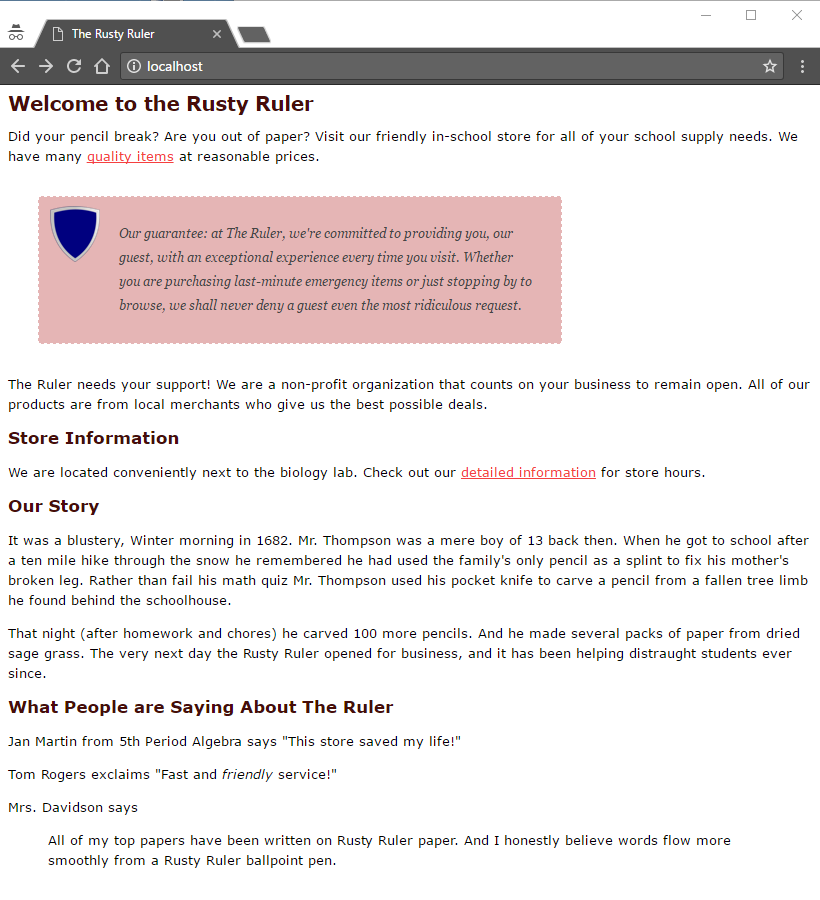 The Rusty Ruler
localhost
Welcome to the Rusty Ruler
Did your pencil break? Are you out of paper? Visit our friendly in-school store for all of your school supply needs. We
have many quality items at reasonable prices.
Our guarantee: at The Ruler, we're committed to providing you, our
guest, with an exceptional experience every time you visit. Whether
you are purchasing last-minute emergency items or just stopping by to
browse, we shall never deny a guest even the most ridiculous request.
The Ruler needs your support! We are a non-profit organization that counts on your business to remain open. All of our
products are from local merchants who give us the best possible deals.
Store Information
We are located conveniently next to the biology lab. Check out our detailed information for store hours.
Our Story
It was a blustery, Winter morning in 1682. Mr. Thompson was a mere boy of 13 back then. When he got to school after
a ten mile hike through the snow he remembered he had used the family's only pencil as a splint to fix his mother's
broken leg. Rather than fail his math quiz Mr. Thompson used his pocket knife to carve a pencil from a fallen tree limb
he found behind the schoolhouse.
That night (after homework and chores) he carved 100 more pencils. And he made several packs of paper from dried
sage grass. The very next day the Rusty Ruler opened for business, and it has been helping distraught students ever
since.
What People are Saying About The Ruler
Jan Martin from 5th Period Algebra says "This store saved my life!"
Tom Rogers exclaims "Fast and friendly service!"
Mrs. Davidson says
All of my top papers have been written on Rusty Ruler paper. And I honestly believe words flow more
smoothly from a Rusty Ruler ballpoint pen.